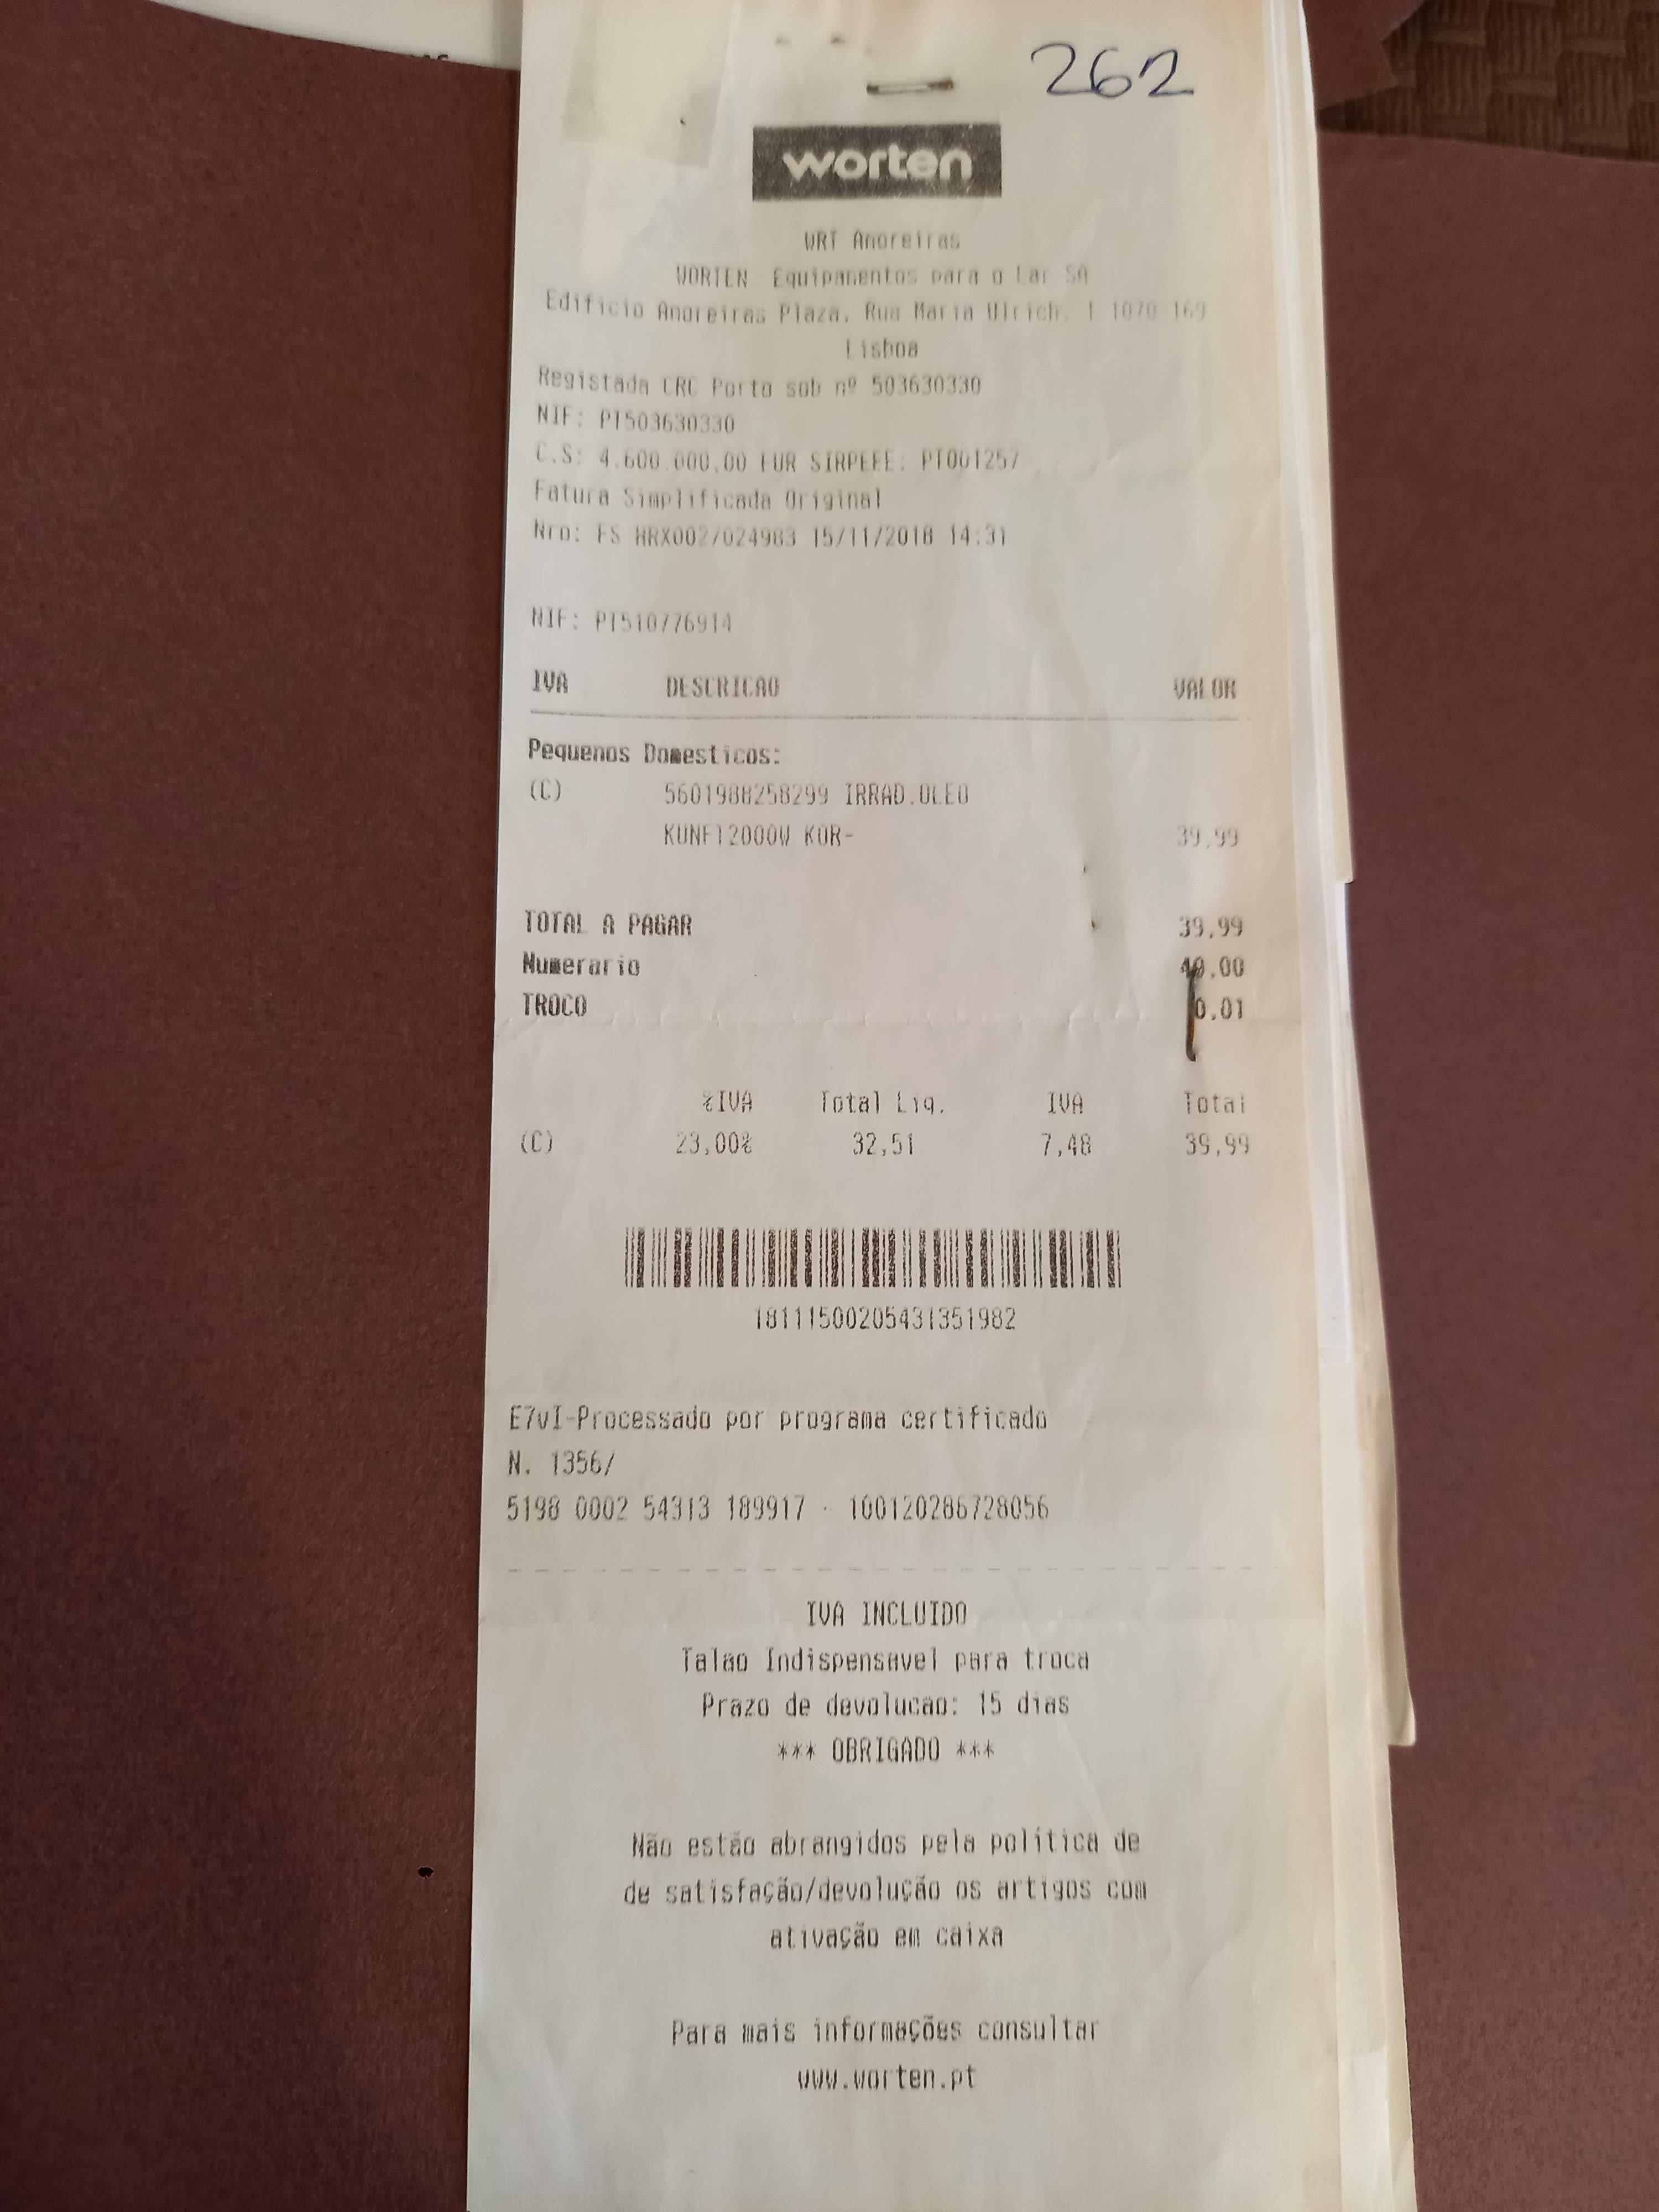 262
worten
WRT Amoreiras
WORTEN Equipamentos para o Lar SA
Edificio Amoreiras Plaza, Rua Maria Ulrich, 1 1070 169
Lisboa
Registada CRC Porto sob nº 503630330
NIF: PT503630330
C.S: 4.600.000,00 EUR SIRPEEE: PT001257
Fatura Simplificada Original
Nro: FS 15/11/2018 14:31
NIF: PT510776914
IVA DESCRICAO VALOR
Pequenos Domesticos:
(C) 5601988258299 IRRAD.OLEO
KUNFT2000W KOR- 39,99
TOTAL A PAGAR 39,99
Numerario 40.00
TROCO 0.01
%IVA Total Liq. IVA Total
(C) 23,00% 32,51 7,48 39,99
18111500205431351982
E7vI-Processado por programa certificado
N. 1356/
5198 0002 54313 189917 · 100120286728056
IVA INCLUIDO
Talao Indispensavel para troca
Prazo de devolucao: 15 dias
*** OBRIGADO ***
Não estão abrangidos pela política de
de satisfação/devolução os artigos com
ativação em caixa
Para mais informações consultar
www.worten.pt